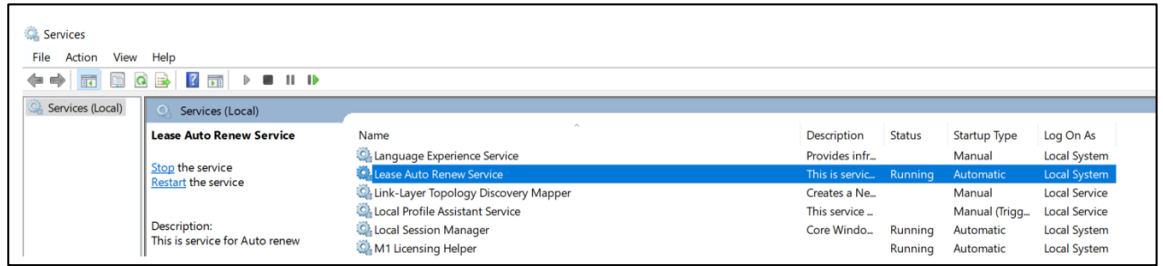 Services
File Action View Help
Services (Local)
Services (Local)
Lease Auto Renew Service
Stop the service
Restart the service
Description:
This is service for Auto renew
Name Description Status Startup Type Log On As
Language Experience Service Provides infr... Manual Local System
Lease Auto Renew Service This is servic... Running Automatic Local System
Link-Layer Topology Discovery Mapper Creates a Ne... Manual Local Service
Local Profile Assistant Service This service ... Manual (Trigg... Local Service
Local Session Manager Core Windo... Running Automatic Local System
M1 Licensing Helper Running Automatic Local System